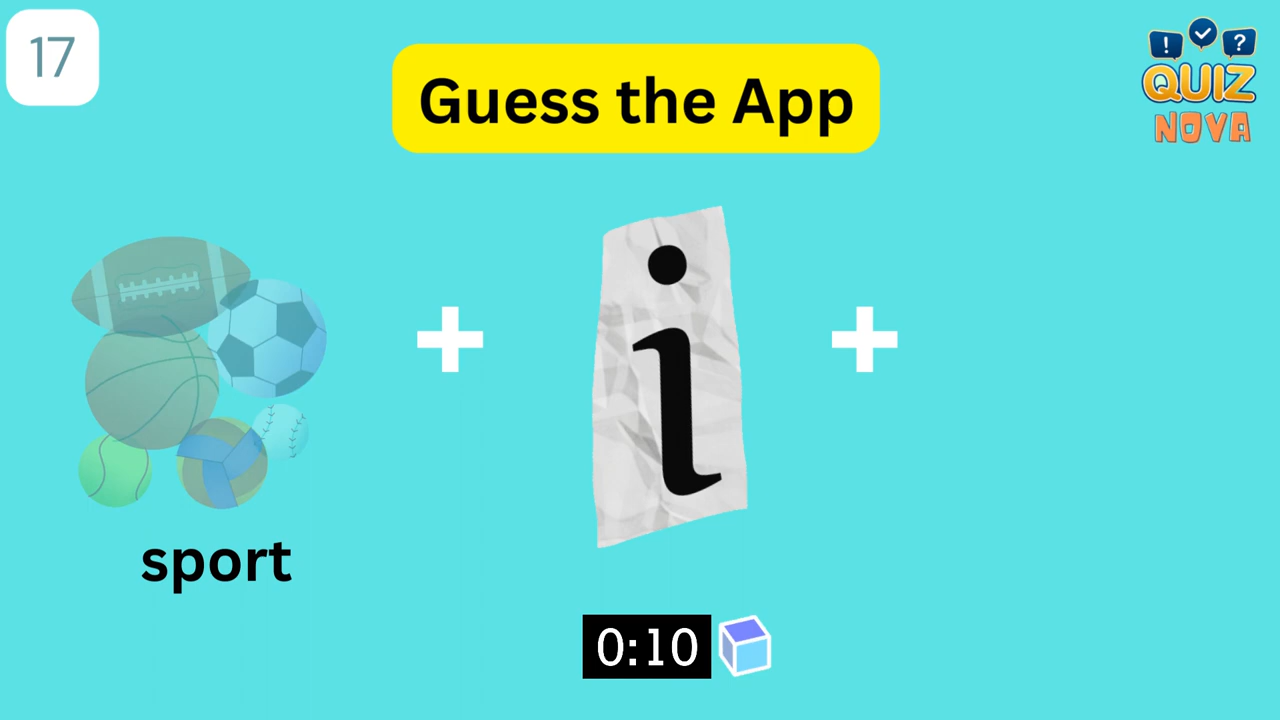 17
Guess the App
! ?
QUIZ
NOVA
+ i +
sport
0:10